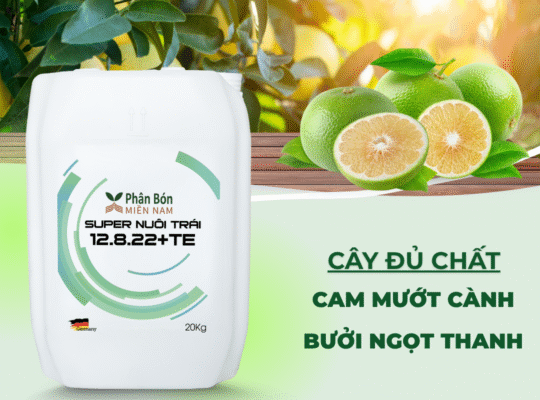 Phân Bón
MIỀN NAM
SUPER NUÔI TRÁI
12.8.22+TE
Germany
20Kg
CÂY ĐỦ CHẤT
CAM MƯỚT CÀNH
BƯỞI NGỌT THANH